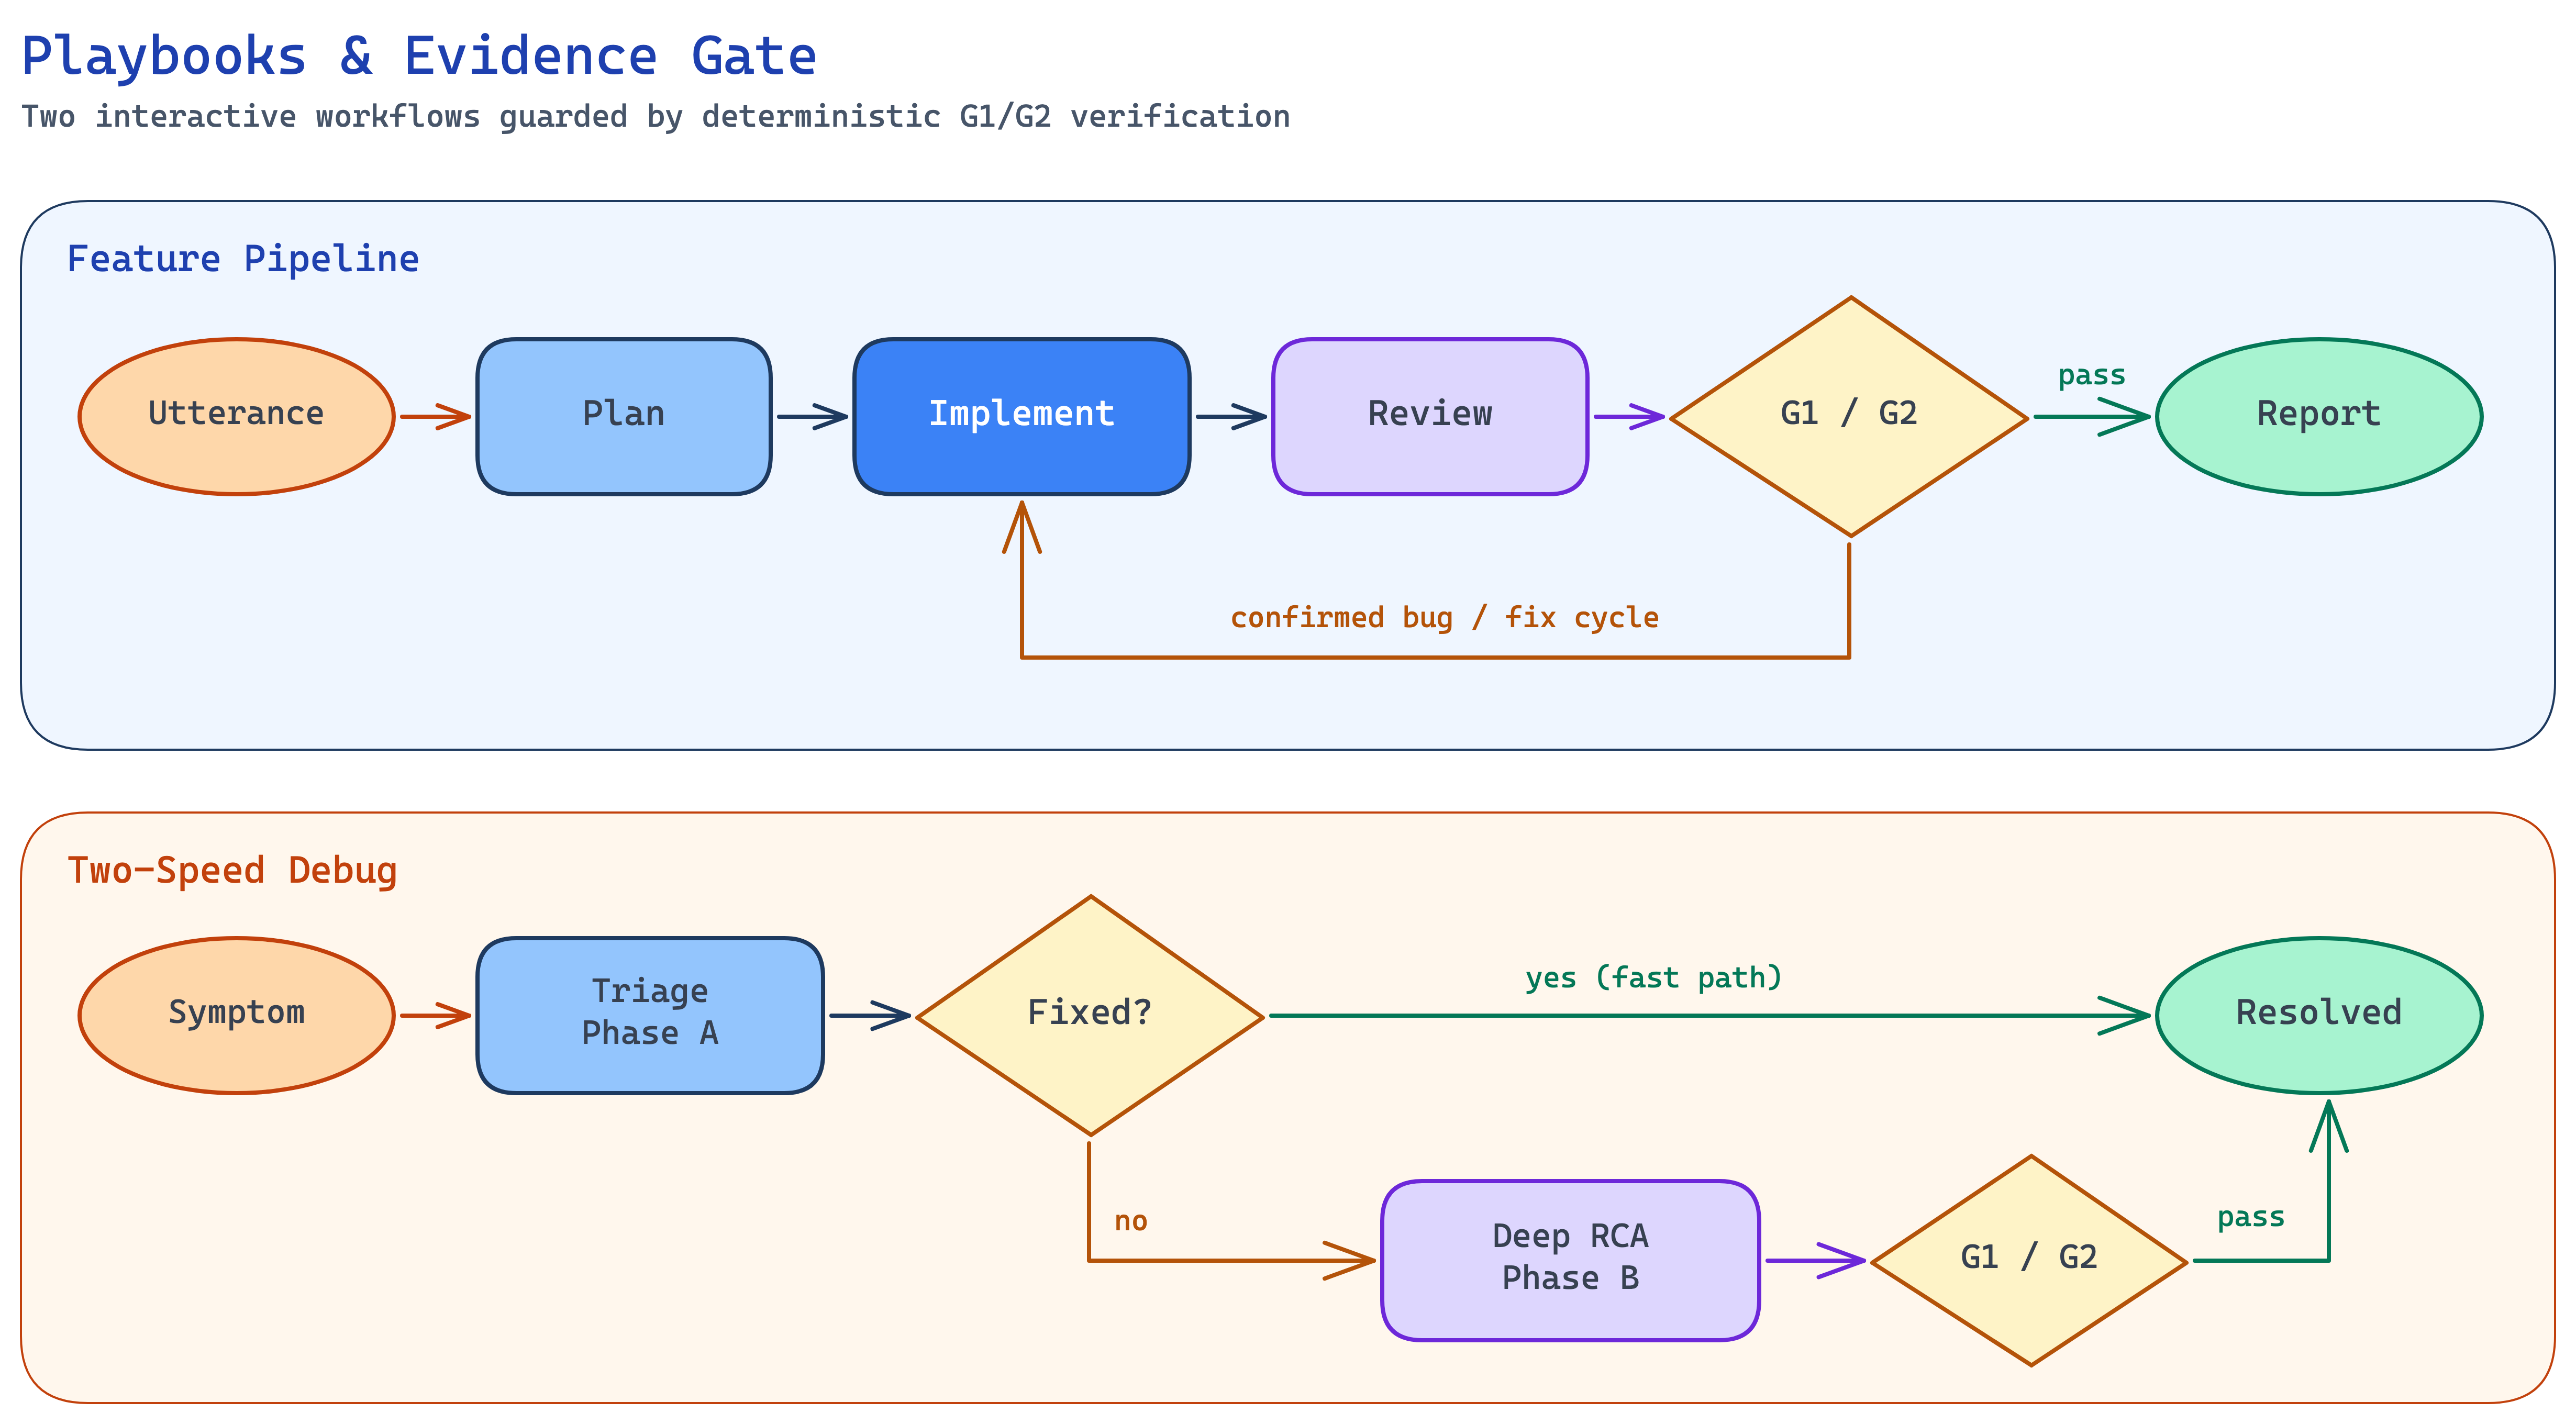 Playbooks & Evidence Gate
Two interactive workflows guarded by deterministic G1/G2 verification
Feature Pipeline
Utterance
Plan
Implement
Review
G1 / G2
pass
Report
confirmed bug / fix cycle
Two-Speed Debug
Symptom
Triage
Phase A
Fixed?
yes (fast path)
Resolved
no
Deep RCA
Phase B
G1 / G2
pass